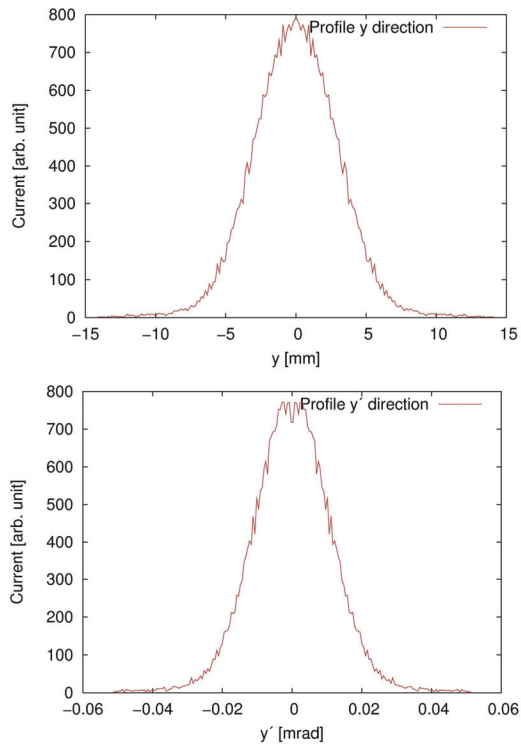 800
700
600
500
400
300
200
100
0
Current [arb. unit]
Profile y direction
−15 −10 −5 0 5 10 15
y [mm]
800
700
600
500
400
300
200
100
0
Current [arb. unit]
Profile y´ direction
−0.06 −0.04 −0.02 0 0.02 0.04 0.06
y´ [mrad]